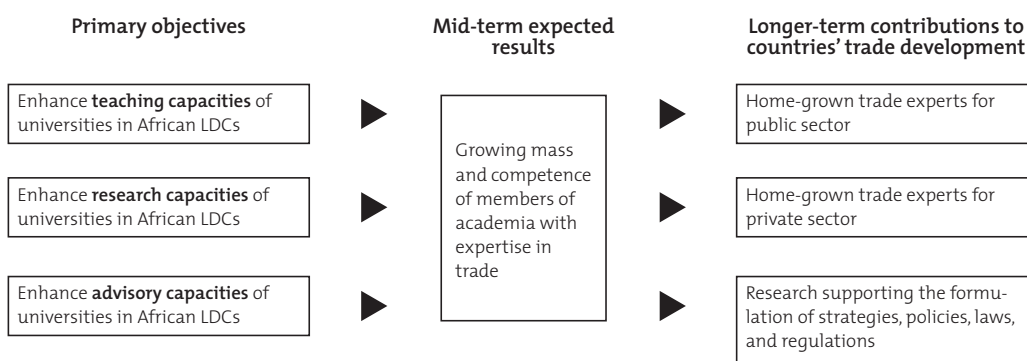 Primary objectives
Mid-term expected
results
Longer-term contributions to
countries’ trade development
Enhance teaching capacities of
universities in African LDCs
Enhance research capacities of
universities in African LDCs
Enhance advisory capacities of
universities in African LDCs
Growing mass
and competence
of members of
academia with
expertise in
trade
Home-grown trade experts for
public sector
Home-grown trade experts for
private sector
Research supporting the formu-
lation of strategies, policies, laws,
and regulations